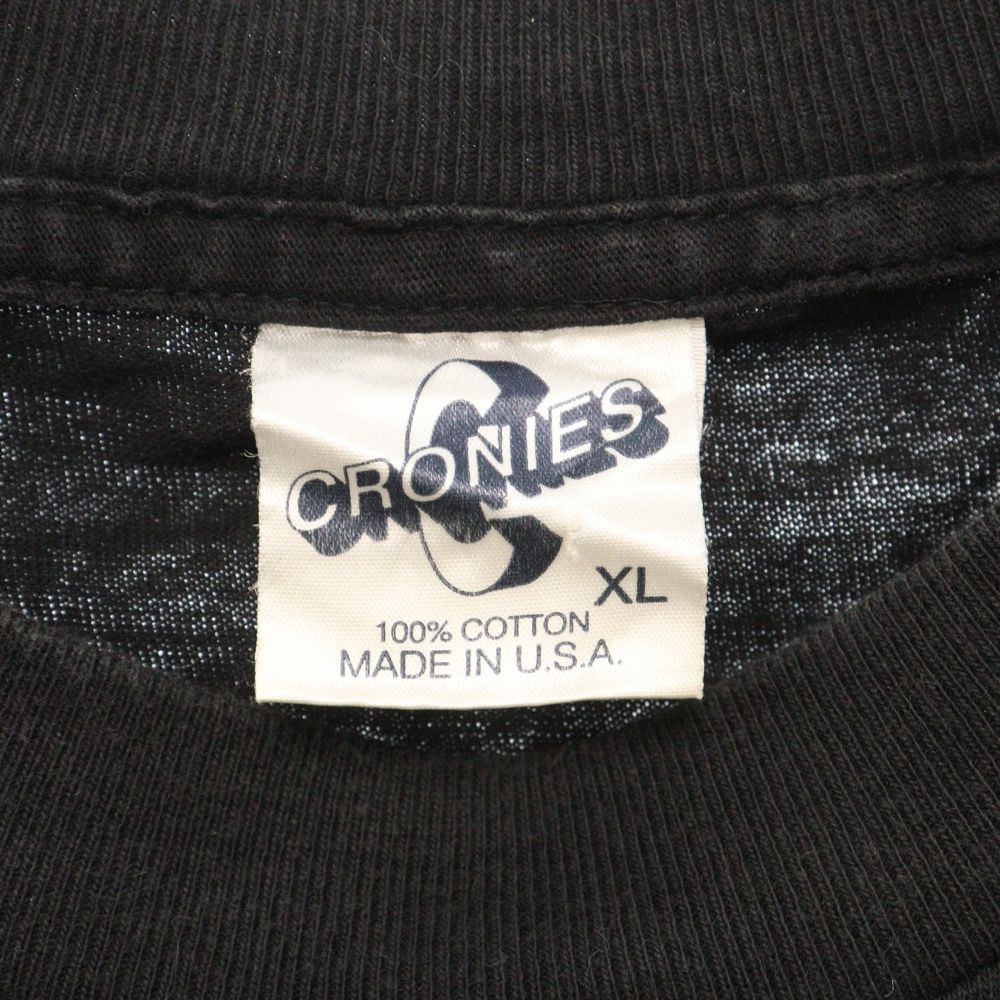 CRONIES
XL
100% COTTON
MADE IN U.S.A.